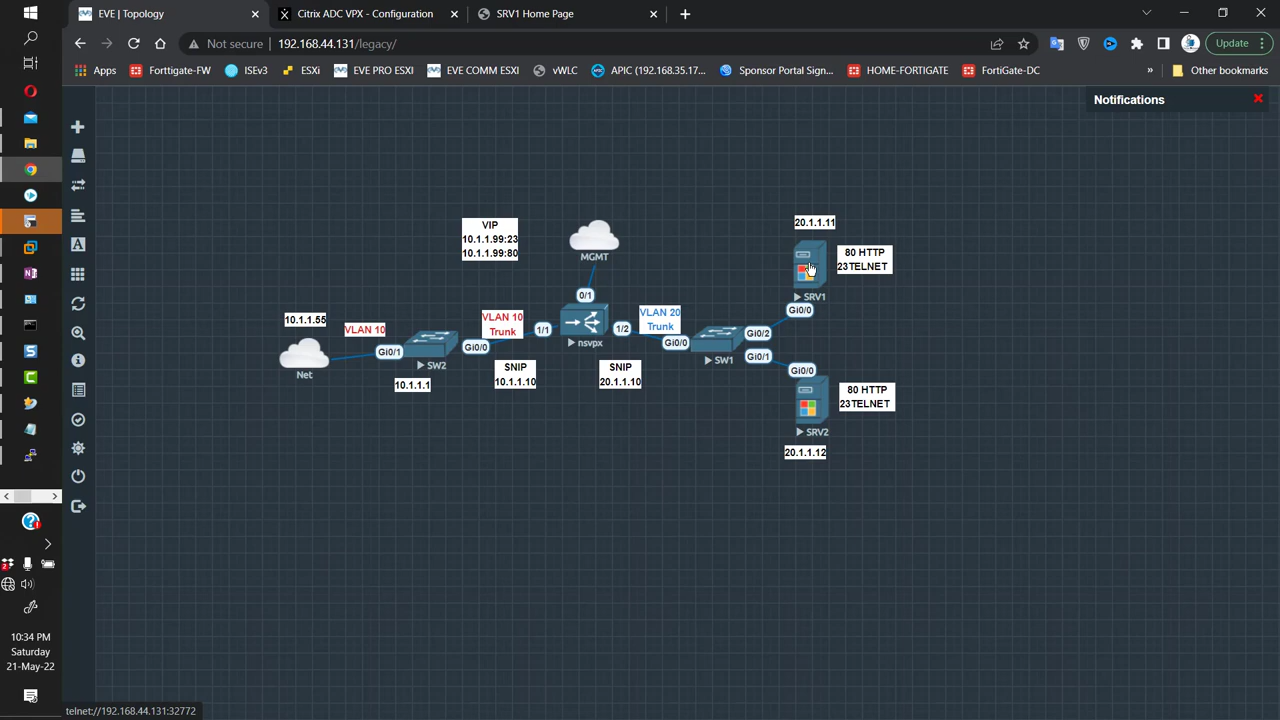 EVE | Topology
Citrix ADC VPX - Configuration
SRV1 Home Page
Not secure
192.168.44.131/legacy/
Update
Apps
Forttigate-FW
ISEv3
ESXi
EVE PRO ESXI
EVE COMM ESXI
vWLC
APIC (192.168.35.17...
Sponsor Portal Sign...
HOME-FORTIGATE
FortiGate-DC
»
Other bookmarks
Notifications
VIP
10.1.1.99:23
10.1.1.99:80
MGMT
0/1
20.1.1.11
80 HTTP
23TELNET
SRV1
Gi0/0
10.1.1.55
VLAN 10
Net
Gi0/1
SW2
10.1.1.1
Gi0/0
VLAN 10
Trunk
1/1
SNIP
10.1.1.10
nsvpx
1/2
VLAN 20
Trunk
SNIP
20.1.1.10
Gi0/0
SW1
Gi0/2
Gi0/1
Gi0/0
80 HTTP
23TELNET
SRV2
20.1.1.12
2
10:34 PM
Saturday
21-May-22
telnet://192.168.44.131:32772